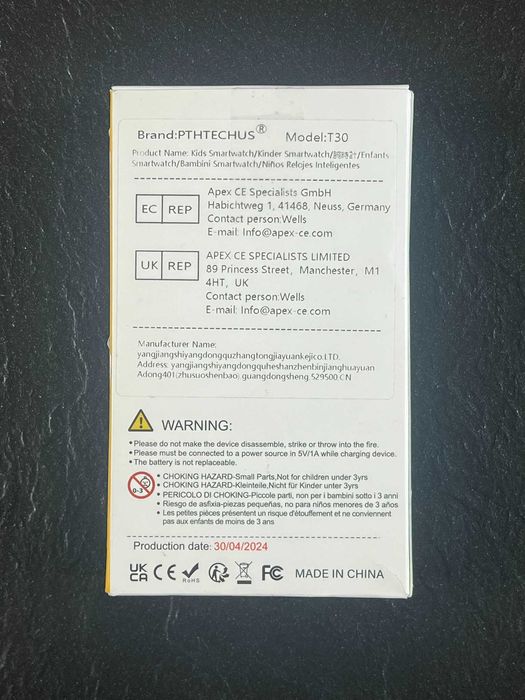 Brand:PTHTECHUS® Model:T30
Product Name: Kids Smartwatch/Kinder Smartwatch/腕時計/Enfants
Smartwatch/Bambini Smartwatch/Niños Relojes Inteligentes
EC REP
Apex CE Specialists GmbH
Habichtweg 1, 41468, Neuss, Germany
Contact person:Wells
E-mail: Info@apex-ce.com
UK REP
APEX CE SPECIALISTS LIMITED
89 Princess Street, Manchester, M1
4HT, UK
Contact person:Wells
E-mail: Info@apex-ce.com
Manufacturer Name:
yangjiangshiyangdongquzhangtongjiayuankejico.LTD.
Address: yangjiangshiyangdongquheshanzhenbinjianghuayuan
Adong401(zhusuoshenbao) guangdongsheng 529500 CN
WARNING:
• Please do not make the device disassemble, strike or throw into the fire.
• Please must be connected to a power source in 5V/1A while charging device.
• The battery is not replaceable.
0-3
• CHOKING HAZARD-Small Parts,Not for children under 3yrs
• CHOKING HAZARD-Kleinteile,Nicht für Kinder unter 3yrs
• PERICOLO DI CHOKING-Piccole parti, non per i bambini sotto i 3 anni
• Riesgo de asfixia-piezas pequeñas, no para niños menores de 3 años
• Les petites pièces présentent un risque d'étouffement et ne conviennent
pas aux enfants de moins de 3 ans
Production date: 30/04/2024
UK CA CE RoHS FC MADE IN CHINA